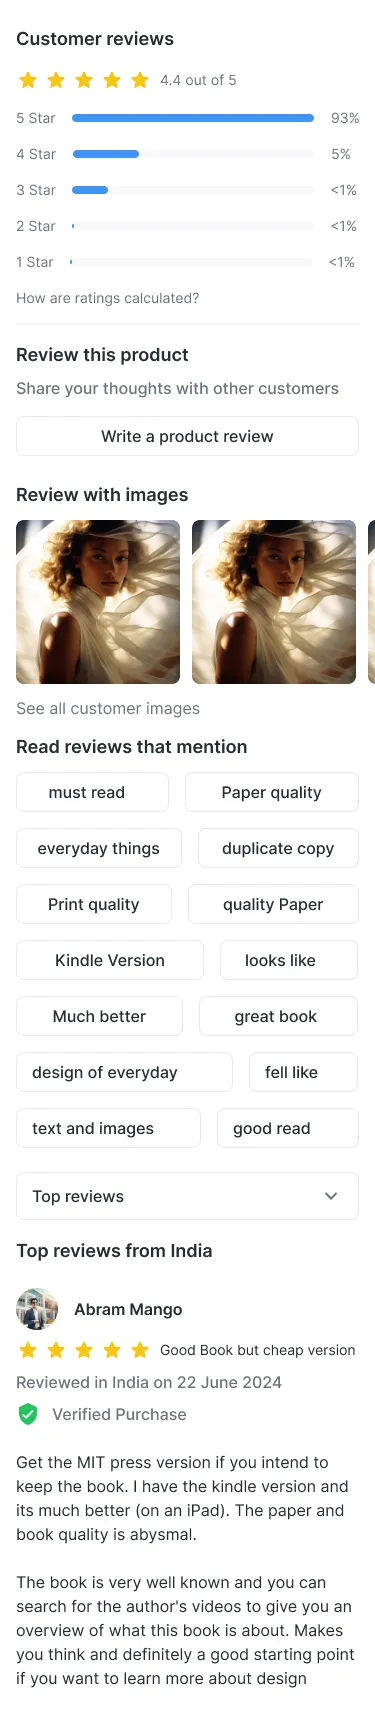 Customer reviews
4.4 out of 5
5 Star 93%
4 Star 5%
3 Star <1%
2 Star <1%
1 Star <1%
How are ratings calculated?
Review this product
Share your thoughts with other customers
Write a product review
Review with images
See all customer images
Read reviews that mention
must read Paper quality
everyday things duplicate copy
Print quality quality Paper
Kindle Version looks like
Much better great book
design of everyday fell like
text and images good read
Top reviews
Top reviews from India
Abram Mango
Good Book but cheap version
Reviewed in India on 22 June 2024
Verified Purchase
Get the MIT press version if you intend to
keep the book. I have the kindle version and
its much better (on an iPad). The paper and
book quality is abysmal.
The book is very well known and you can
search for the author's videos to give you an
overview of what this book is about. Makes
you think and definitely a good starting point
if you want to learn more about design